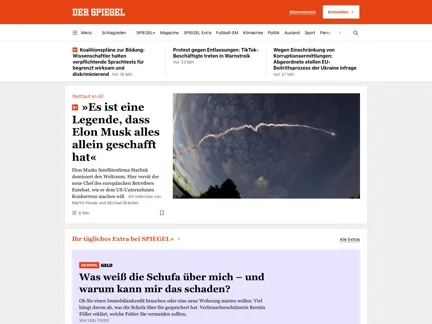 DER SPIEGEL
Abonnement
Anmelden
Menü
Schlagzeilen
SPIEGEL+
Magazine
SPIEGEL Extra
Fußball-EM
Klimakrise
Politik
Ausland
Sport
Koalitionspläne zur Bildung:
Wissenschaftler halten
verpflichtende Sprachtests für
begrenzt wirksam und
diskriminierend Vor 18 Min
Protest gegen Entlassungen: TikTok-
Beschäftigte treten in Warnstreik
Vor 33 Min
Wegen Einschränkung von
Korruptionsermittlungen:
Abgeordnete stellen EU-
Beitrittsprozess der Ukraine infrage
Vor 37 Min
Wettlauf im All
»Es ist eine
Legende, dass
Elon Musk alles
allein geschafft
hat«
Elon Musks Satellitenfirma Starlink
dominiert den Weltraum. Hier verrät der
neue Chef des europäischen Betreibers
Eutelsat, wie er dem US-Unternehmen
Konkurrenz machen will. Ein Interview von
Martin Hesse und Michaël
8 Min
Ihr tägliches Extra bei SPIEGEL+
Alle Extras
GELD
Was weiß die Schufa über mich – und
warum kann mir das schaden?
Ob Sie einen Immobilienkredit brauchen oder eine neue Wohnung mieten wollen: Viel
hängt davon ab, was die Schufa über Sie gespeichert hat. Verbraucherschützerin Kerstin
Föller erklärt, welche Fehler Sie vermeiden sollten.
Von Udo Trichtl